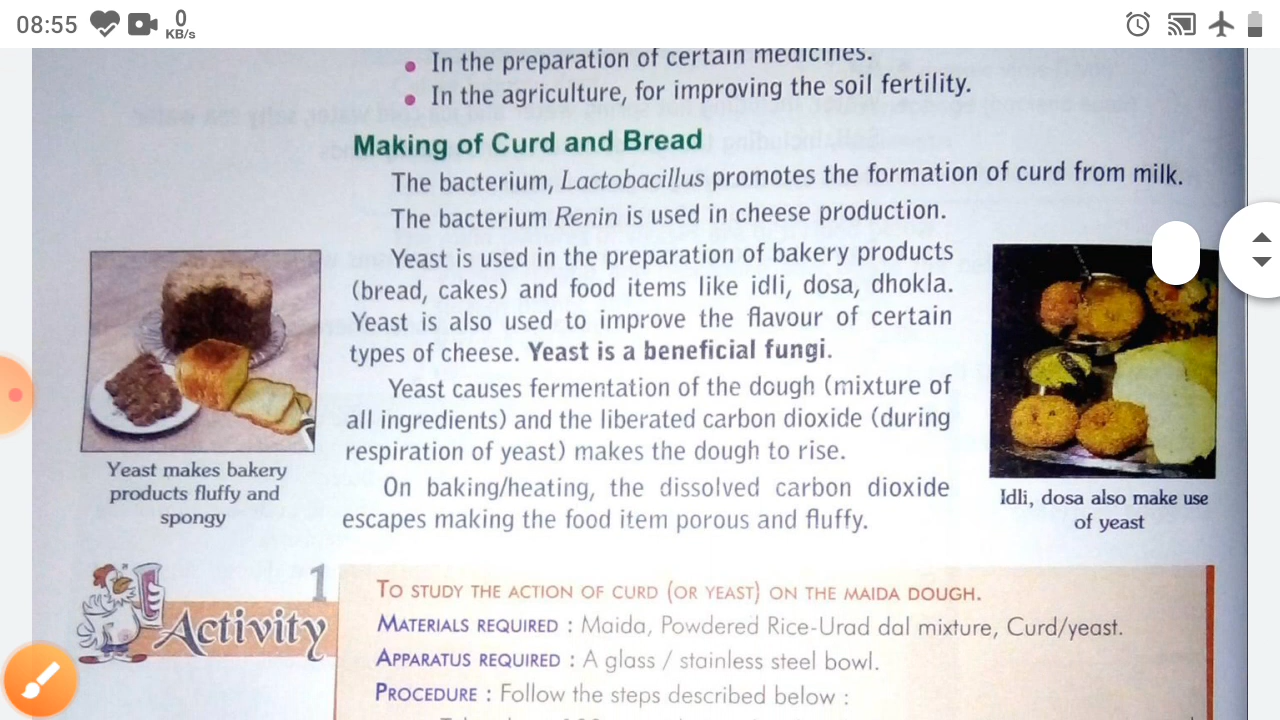 08:55
0
KB/s
In the preparation of certain medicines.
In the agriculture, for improving the soil fertility.
Making of Curd and Bread
The bacterium, Lactobacillus promotes the formation of curd from milk.
The bacterium Renin is used in cheese production.
Yeast is used in the preparation of bakery products
(bread, cakes) and food items like idli, dosa, dhokla.
Yeast is also used to improve the flavour of certain
types of cheese. Yeast is a beneficial fungi.
Yeast causes fermentation of the dough (mixture of
all ingredients) and the liberated carbon dioxide (during
respiration of yeast) makes the dough to rise.
On baking/heating, the dissolved carbon dioxide
escapes making the food item porous and fluffy.
Yeast makes bakery
products fluffy and
spongy
Idli, dosa also make use
of yeast
1
Activity
TO STUDY THE ACTION OF CURD (OR YEAST) ON THE MAIDA DOUGH.
MATERIALS REQUIRED : Maida, Powdered Rice-Urad dal mixture, Curd/yeast.
APPARATUS REQUIRED : A glass / stainless steel bowl.
PROCEDURE : Follow the steps described below :